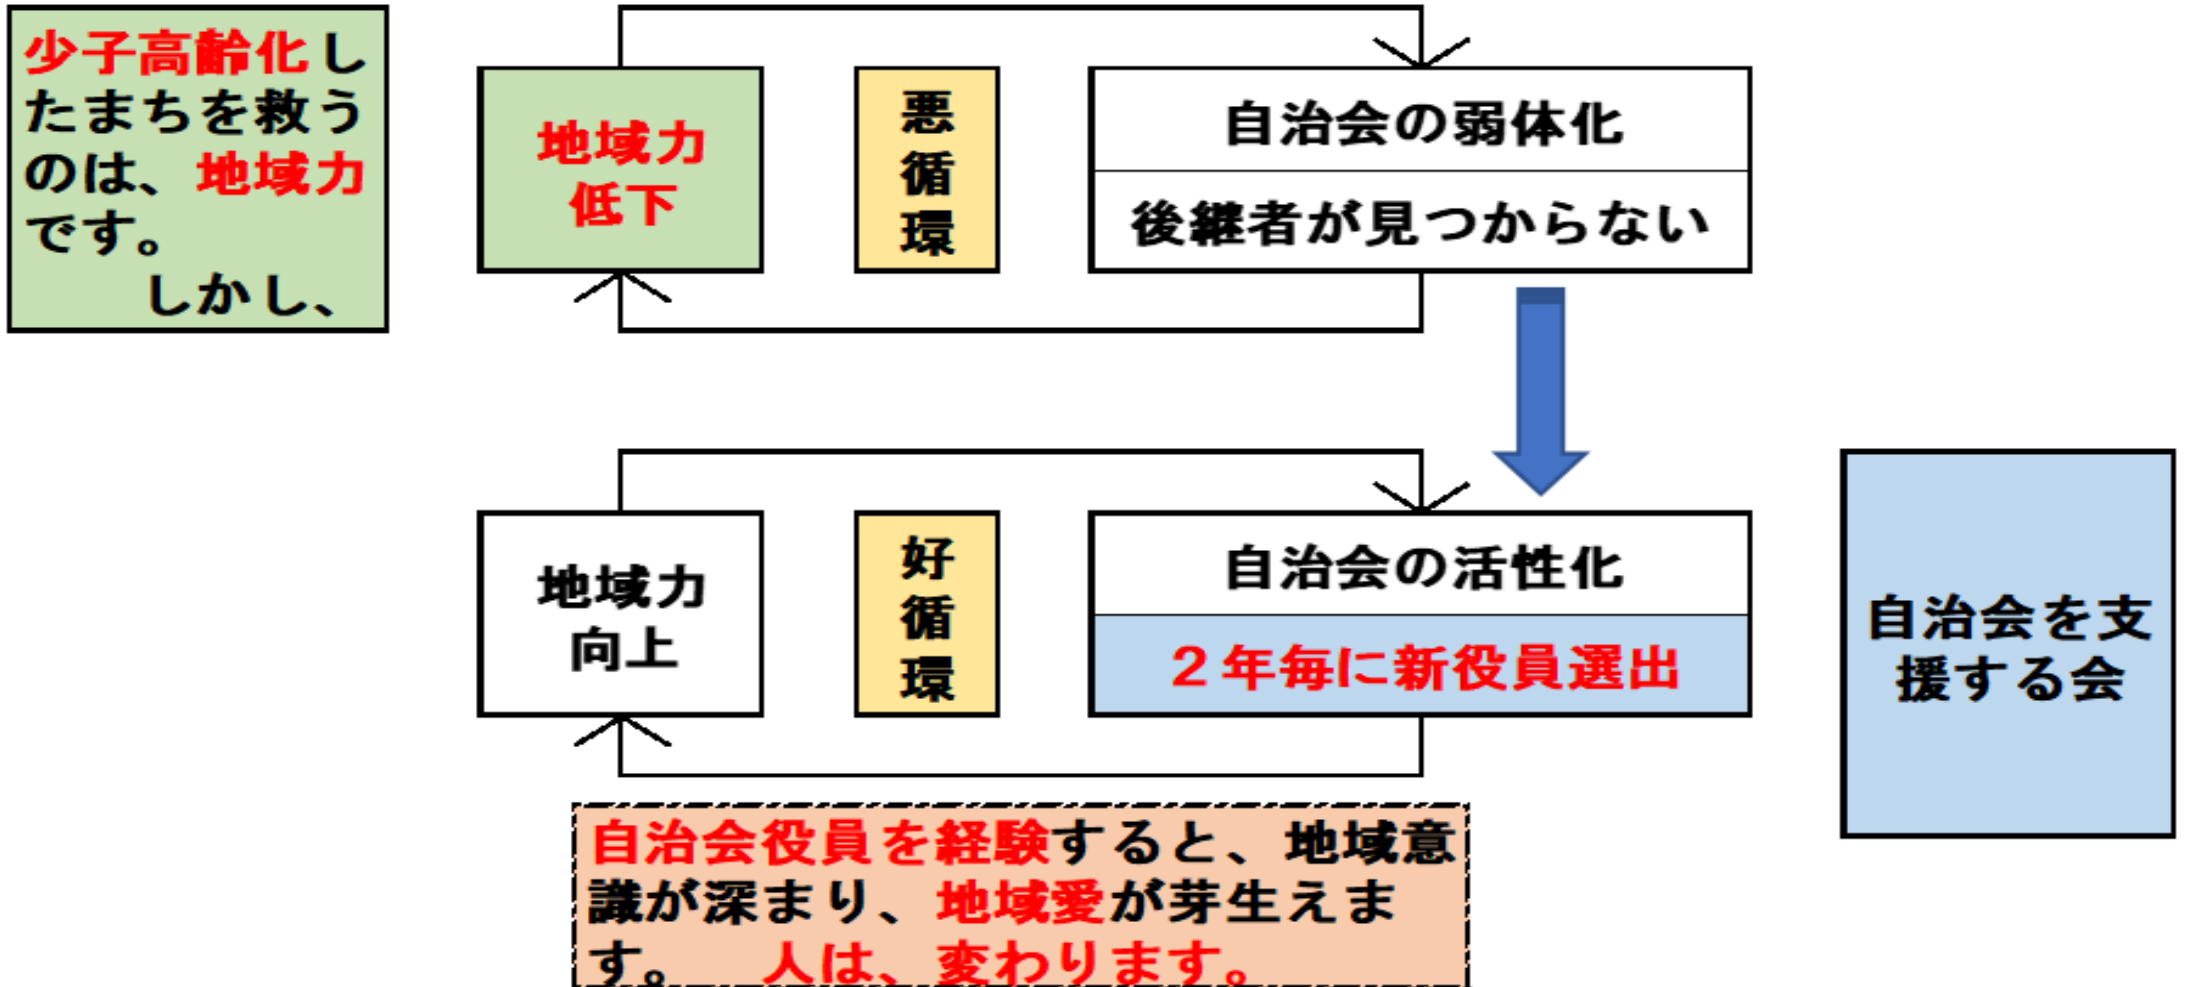 少子高齢化し
たまちを救う
のは、地域力
です。
しかし、
地域力
低下
悪
循
環
自治会の弱体化
後継者が見つからない
地域力
向上
好
循
環
自治会の活性化
２年毎に新役員選出
自治会を支
援する会
自治会役員を経験すると、地域意
識が深まり、地域愛が芽生えま
す。　人は、変わります。